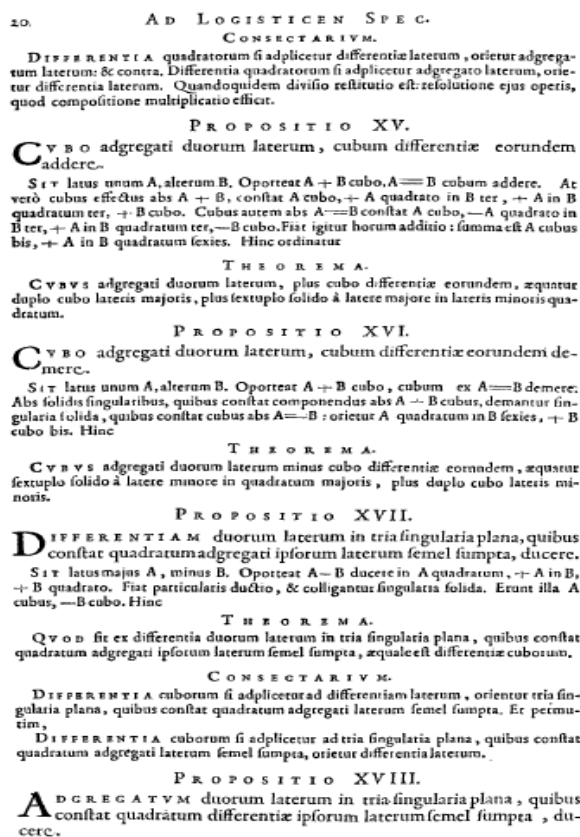 20. AD LOGISTICEN SPEC.
CONSECTARIVM.
DIFFERENTIA quadratorum ſi adplicetur differentiæ laterum, orietur adgrega-
tum laterum: & contra. Differentia quadratorum ſi adplicetur adgregato laterum, orie-
tur differentia laterum. Quandoquidem diviſio reſtitutio eſt reſolutione ejus operis,
quod compoſitione multiplicatio efficit.
PROPOSITIO XV.
CVBO adgregati duorum laterum, cubum differentiæ eorundem
addere.
SIT latus unum A, alterum B. Oporteat A + B cubo, A == B cubum addere. At
verò cubus effectus abs A + B, conſtat A cubo, + A quadrato in B ter, + A in B
quadratum ter, + B cubo. Cubus autem abs A == B conſtat A cubo, — A quadrato in
B ter, + A in B quadratum ter, — B cubo. Fiat igitur horum additio: ſumma eſt A cubus
bis, + A in B quadratum ſexies. Hinc ordinatur
THEOREMA.
CVBVS adgregati duorum laterum, plus cubo differentiæ eorundem, æquatur
duplo cubo lateris majoris, plus ſextuplo ſolido à latere majore in lateris minoris qua-
dratum.
PROPOSITIO XVI.
CVBO adgregati duorum laterum, cubum differentiæ eorundem de-
mere.
SIT latus unum A, alterum B. Oporteat A + B cubo, cubum ex A == B demere.
Abs ſolidis ſingularibus, quibus conſtat componendus abs A + B cubus, demantur ſin-
gularia ſolida, quibus conſtat cubus abs A == B: orietur A quadratum in B ſexies, + B
cubo bis. Hinc
THEOREMA.
CVBVS adgregati duorum laterum minus cubo differentiæ eorundem, æquatur
ſextuplo ſolido à latere minore in quadratum majoris, plus duplo cubo lateris mi-
noris.
PROPOSITIO XVII.
DIFFERENTIAM duorum laterum in tria ſingularia plana, quibus
conſtat quadratum adgregati ipſorum laterum ſemel ſumpta, ducere.
SIT latus majus A, minus B. Oporteat A — B ducere in A quadratum, + A in B,
+ B quadrato. Fiat particularis ductio, & colligantur ſingularia ſolida. Erunt illa A
cubus, — B cubo. Hinc
THEOREMA.
QVOD fit ex differentia duorum laterum in tria ſingularia plana, quibus conſtat
quadratum adgregati ipſorum laterum ſemel ſumpta, æquale eſt differentiæ cuborum.
CONSECTARIVM.
DIFFERENTIA cuborum ſi adplicetur ad differentiam laterum, orientur tria ſin-
gularia plana, quibus conſtat quadratum adgregati laterum ſemel ſumpta. Et permu-
tim,
DIFFERENTIA cuborum ſi adplicetur ad tria ſingularia plana, quibus conſtat
quadratum adgregati laterum ſemel ſumpta, orietur differentia laterum.
PROPOSITIO XVIII.
ADGREGATVM duorum laterum in tria ſingularia plana, quibus
conſtat quadratum differentiæ ipſorum laterum ſemel ſumpta, du-
cere.